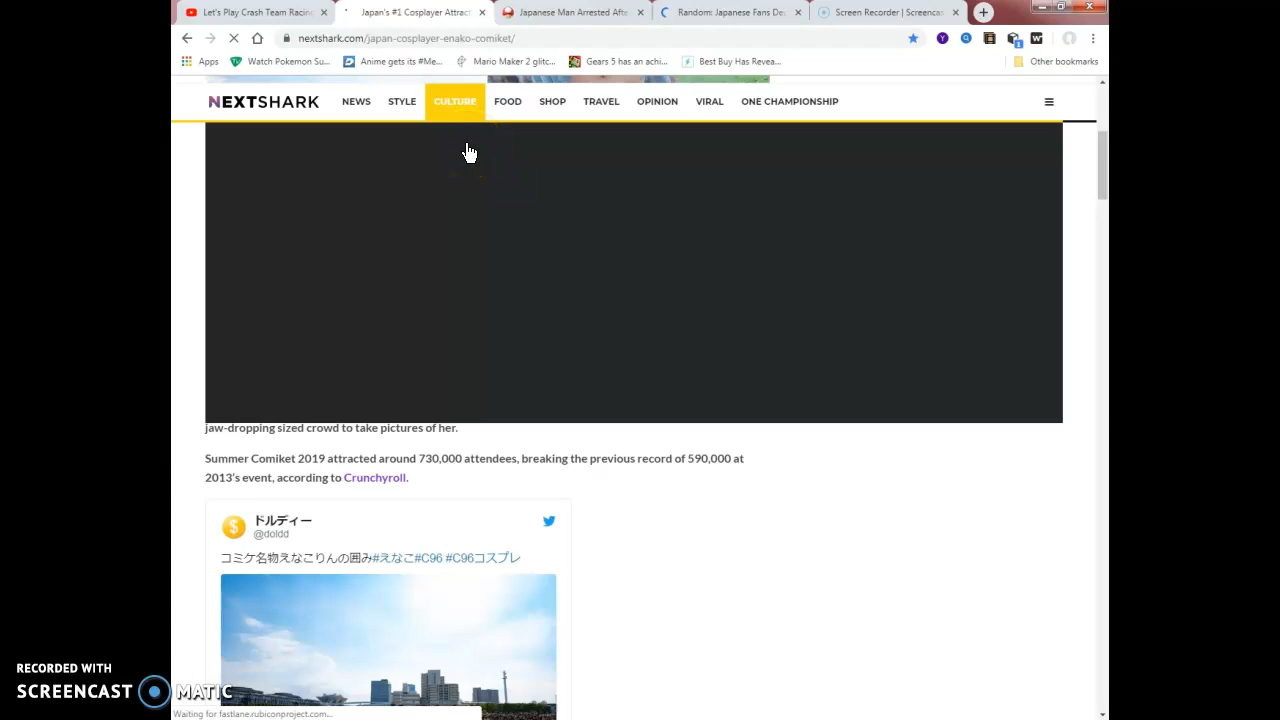 Let's Play Crash Team Racin
Japan's #1 Cosplayer Attract
Japanese Man Arrested Afte
Random: Japanese Fans De
Screen Recorder | Screencas
nextshark.com/japan-cosplayer-enako-comiket/
Apps
Watch Pokemon Su...
Anime gets its #Me...
Mario Maker 2 glitc...
Gears 5 has an achi...
Best Buy Has Revea...
Other bookmarks
NEXTSHARK
NEWS
STYLE
CULTURE
FOOD
SHOP
TRAVEL
OPINION
VIRAL
ONE CHAMPIONSHIP
jaw-dropping sized crowd to take pictures of her.
Summer Comiket 2019 attracted around 730,000 attendees, breaking the previous record of 590,000 at
2013's event, according to Crunchyroll.
ドルディー
@doldd
コミケ名物えなこりんの囲み#えなこ#C96 #C96コスプレ
RECORDED WITH
SCREENCAST MATIC
Waiting for fastlane.rubiconproject.com...